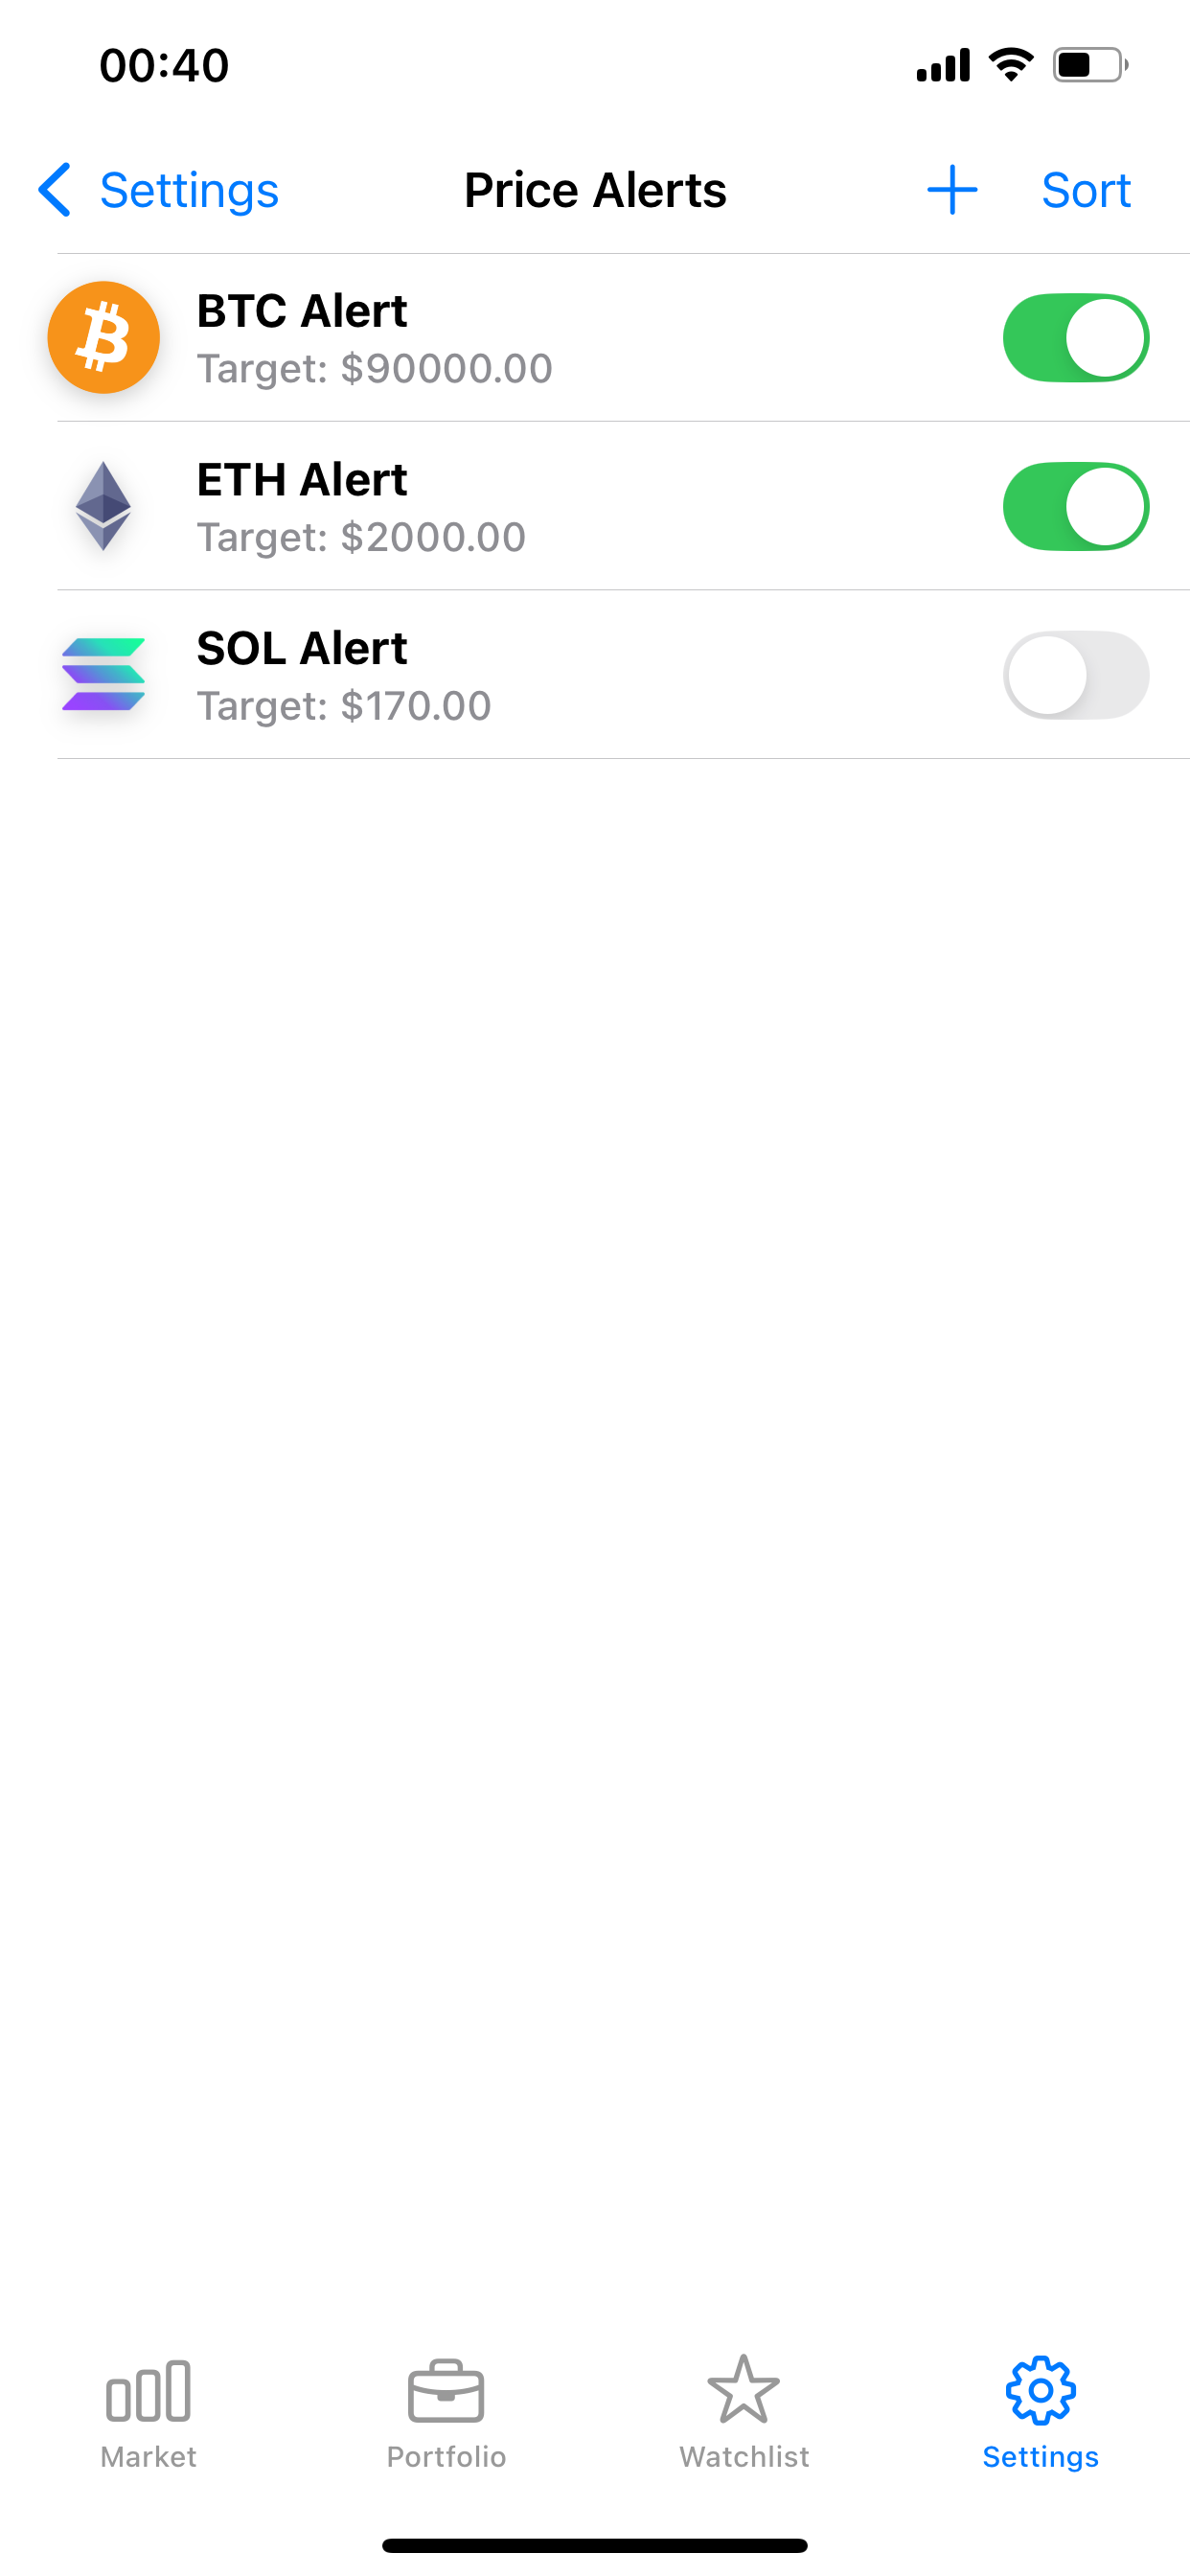 00:40
Settings
Price Alerts
Sort
BTC Alert
Target: $90000.00
ETH Alert
Target: $2000.00
SOL Alert
Target: $170.00
Market
Portfolio
Watchlist
Settings